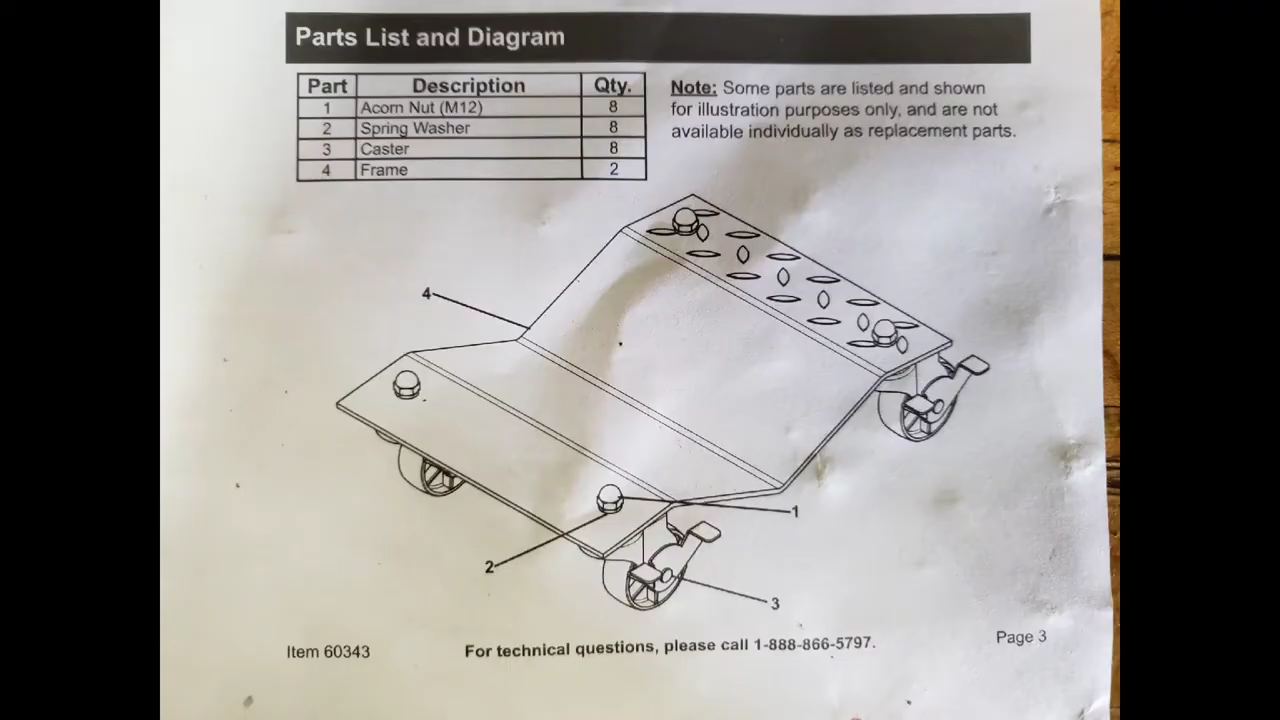 Parts List and Diagram
Part Description Qty.
1 Acorn Nut (M12) 8
2 Spring Washer 8
3 Caster 8
4 Frame 2
Note: Some parts are listed and shown
for illustration purposes only, and are not
available individually as replacement parts.
4
1
2
3
Item 60343
For technical questions, please call 1-888-866-5797.
Page 3